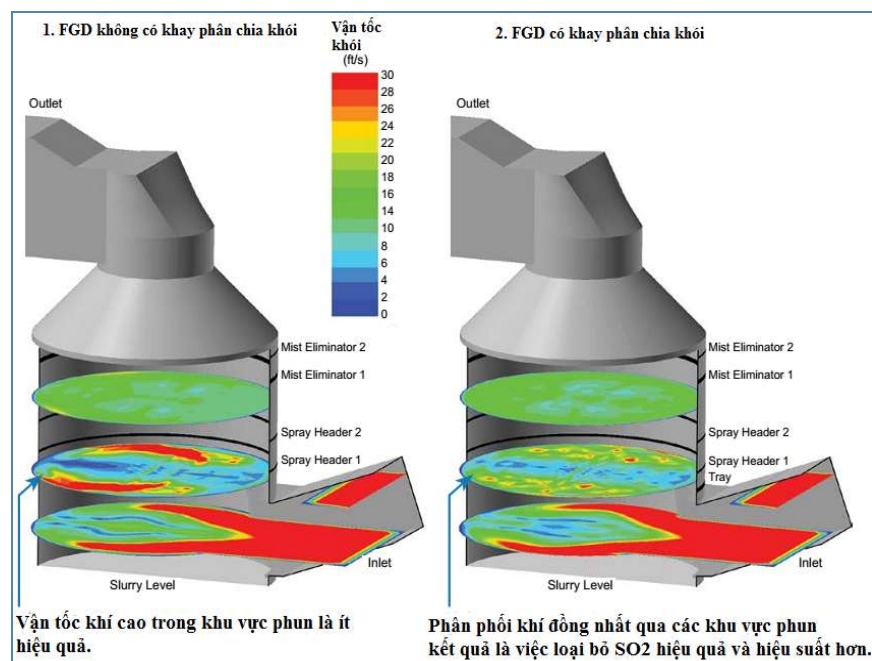 1. FGD không có khay phân chia khói
Vận tốc
khói
(ft/s)
2. FGD có khay phân chia khói
30
28
26
24
22
20
18
16
14
10
8
6
4
2
0
Outlet
Mist Eliminator 2
Mist Eliminator 1
Spray Header 2
Spray Header 1
Inlet
Slurry Level
Vận tốc khí cao trong khu vực phun là ít
hiệu quả.
Outlet
Mist Eliminator 2
Mist Eliminator 1
Spray Header 2
Spray Header 1
Tray
Inlet
Slurry Level
Phân phối khí đồng nhất qua các khu vực phun
kết quả là việc loại bỏ SO2 hiệu quả và hiệu suất hơn.